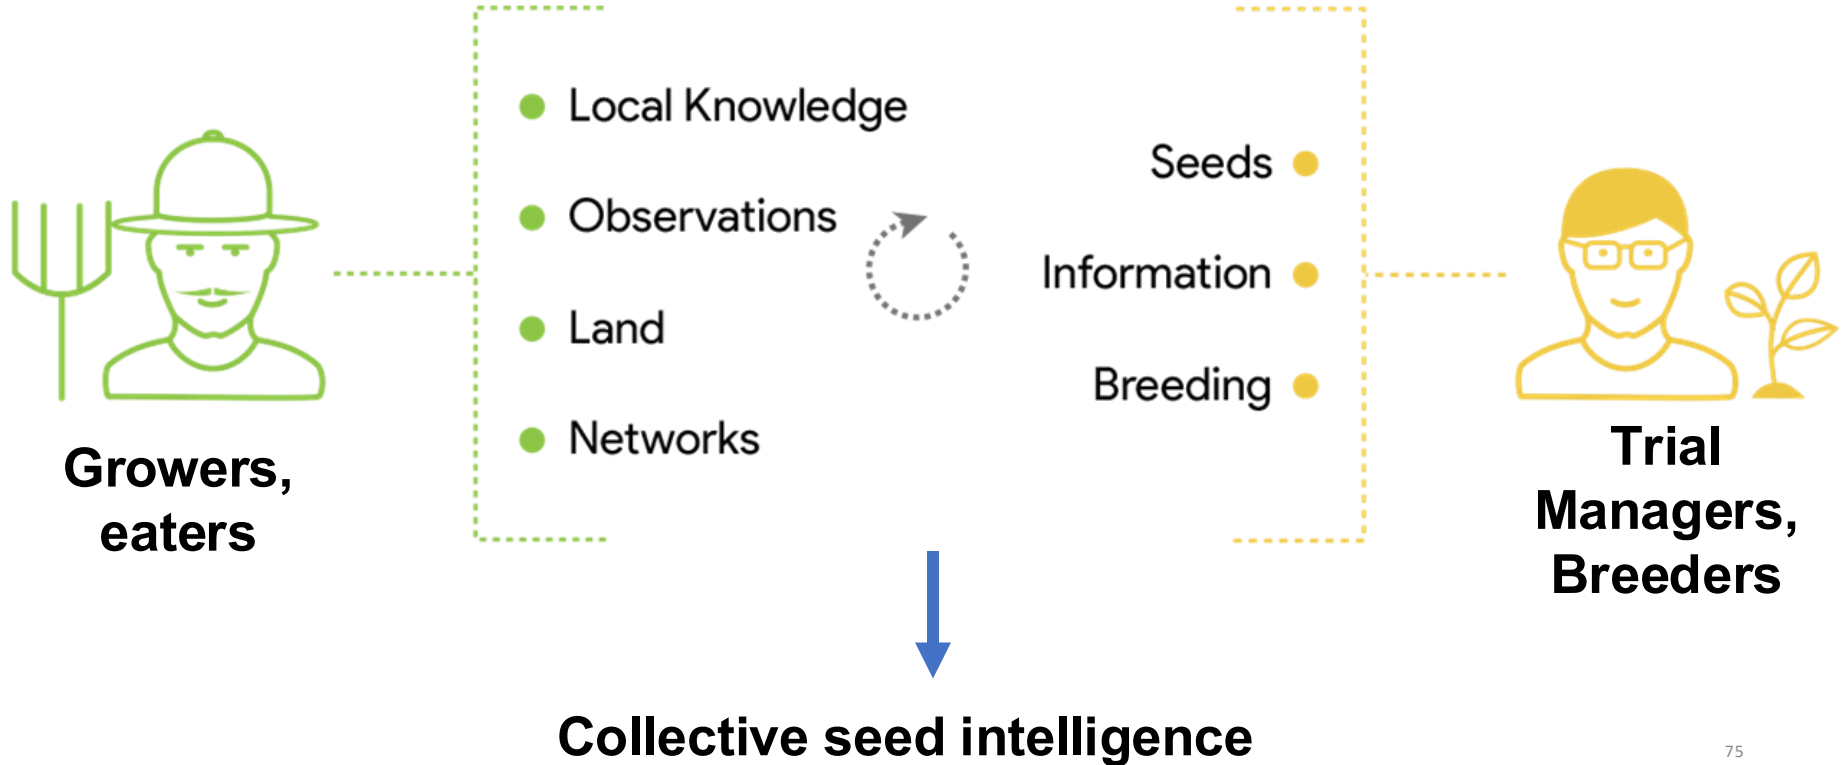 Local Knowledge
Observations
Land
Networks
Seeds
Information
Breeding
Growers,
eaters
Trial
Managers,
Breeders
Collective seed intelligence
75